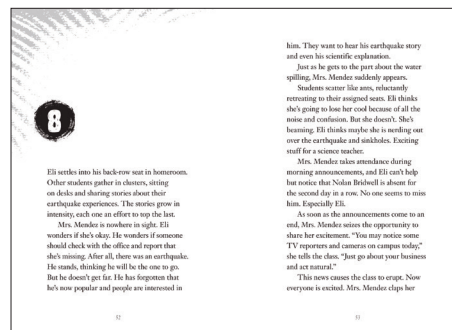 8
Eli settles into his back-row seat in homeroom.
Other students gather in clusters, sitting
on desks and sharing stories about their
earthquake experiences. The stories grow in
intensity, each one an effort to top the last.
Mrs. Mendez is nowhere in sight. Eli
wonders if she's okay. He wonders if someone
should check with the office and report that
she's missing. After all, there was an earthquake.
He stands, thinking he will be the one to go.
But he doesn't get far. He has forgotten that
he's now popular and people are interested in
32
him. They want to hear his earthquake story
and even his scientific explanation.
Just as he gets to the part about the water
spilling, Mrs. Mendez suddenly appears.
Students scatter like ants, reluctantly
retreating to their assigned seats. Eli thinks
she's going to lose her cool because of all the
noise and confusion. But she doesn't. She's
beaming. Eli thinks maybe she is nerding out
over the earthquake and sinkholes. Exciting
stuff for a science teacher.
Mrs. Mendez takes attendance during
morning announcements, and Eli can't help
but notice that Nolan Bridwell is absent for
the second day in a row. No one seems to miss
him. Especially Eli.
As soon as the announcements come to an
end, Mrs. Mendez seizes the opportunity to
share her excitement. "You may notice some
TV reporters and cameras on campus today,"
she tells the class. "Just go about your business
and act natural."
This news causes the class to erupt. Now
everyone is excited. Mrs. Mendez claps her
33